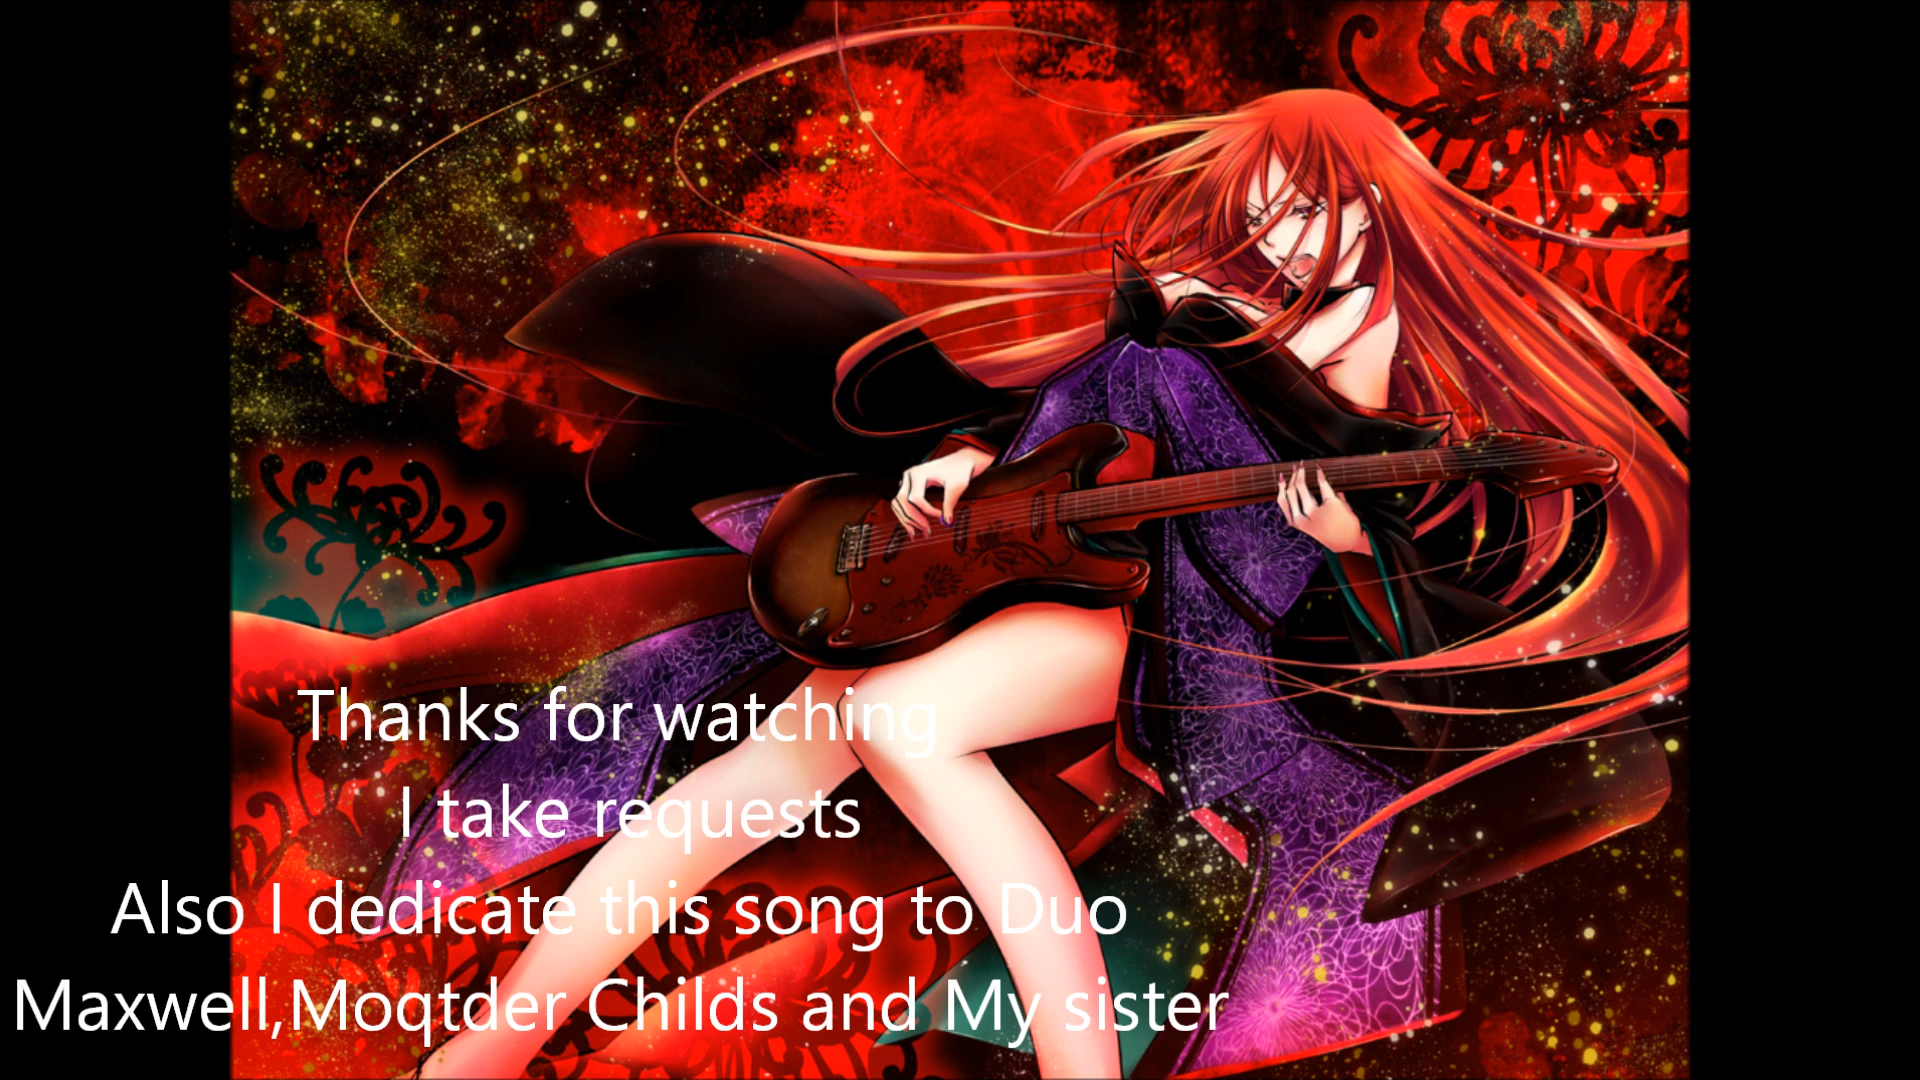 Thanks for watching
I take requests
Also I dedicate this song to Duo
Maxwell,Moqtder Childs and My sister